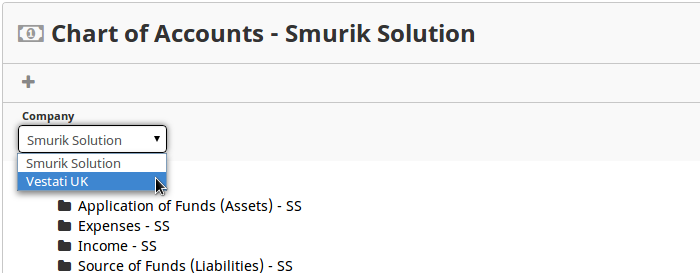 Chart of Accounts - Smurik Solution
Company
Smurik Solution
Smurik Solution
Vestati UK
Application of Funds (Assets) - SS
Expenses - SS
Income - SS
Source of Funds (Liabilities) - SS